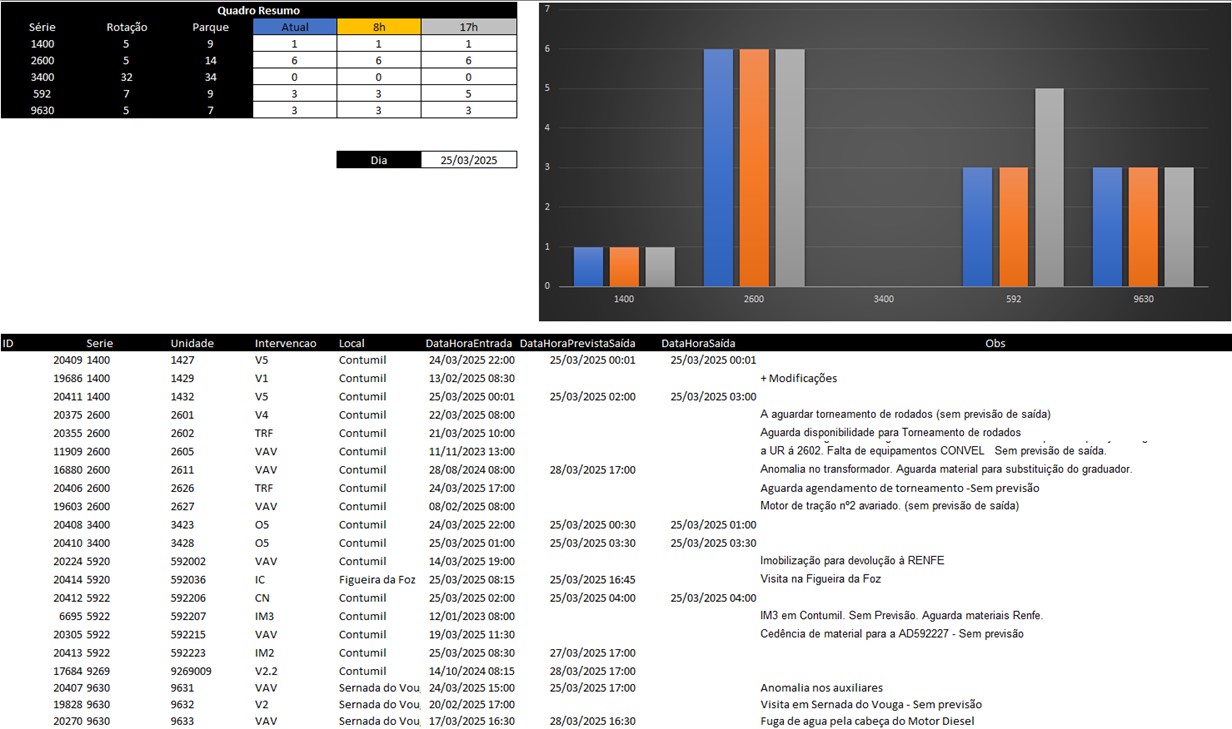 Quadro Resumo
Série Rotação Parque Atual 8h 17h
1400 5 9 1 1 1
2600 5 14 6 6 6
3400 32 34 0 0 0
592 7 9 3 3 5
9630 5 7 3 3 3
Dia 25/03/2025
7
6
5
4
3
2
1
0
1400 2600 3400 592 9630
ID Serie Unidade Intervencao Local DataHoraEntrada DataHoraPrevistaSaída DataHoraSaída Obs
20409 1400 1427 V5 Contumil 24/03/2025 22:00 25/03/2025 00:01 25/03/2025 00:01
19686 1400 1429 V1 Contumil 13/02/2025 08:30 + Modificações
20411 1400 1432 V5 Contumil 25/03/2025 00:01 25/03/2025 02:00 25/03/2025 03:00
20375 2600 2601 V4 Contumil 22/03/2025 08:00 A aguardar torneamento de rodados (sem previsão de saída)
20355 2600 2602 TRF Contumil 21/03/2025 10:00 Aguarda disponibilidade para Torneamento de rodados
11909 2600 2605 VAV Contumil 11/11/2023 13:00 a UR á 2602. Falta de equipamentos CONVEL Sem previsão de saída.
16880 2600 2611 VAV Contumil 28/08/2024 08:00 28/03/2025 17:00 Anomalia no transformador. Aguarda material para substituição do graduador.
20406 2600 2626 TRF Contumil 24/03/2025 17:00 Aguarda agendamento de torneamento -Sem previsão
19603 2600 2627 VAV Contumil 08/02/2025 08:00 Motor de tração nº2 avariado. (sem previsão de saída)
20408 3400 3423 O5 Contumil 24/03/2025 22:00 25/03/2025 00:30 25/03/2025 01:00
20410 3400 3428 O5 Contumil 25/03/2025 01:00 25/03/2025 03:30 25/03/2025 03:30
20224 5920 592002 VAV Contumil 14/03/2025 19:00 Imobilização para devolução à RENFE
20414 5920 592036 IC Figueira da Foz 25/03/2025 08:15 25/03/2025 16:45 Visita na Figueira da Foz
20412 5922 592206 CN Contumil 25/03/2025 02:00 25/03/2025 04:00 25/03/2025 04:00
6695 5922 592207 IM3 Contumil 12/01/2023 08:00 IM3 em Contumil. Sem Previsão. Aguarda materiais Renfe.
20305 5922 592215 VAV Contumil 19/03/2025 11:30 Cedência de material para a AD592227 - Sem previsão
20413 5922 592223 IM2 Contumil 25/03/2025 08:30 27/03/2025 17:00
17684 9269 9269009 V2.2 Contumil 14/10/2024 08:15 28/03/2025 17:00
20407 9630 9631 VAV Sernada do Vou 24/03/2025 15:00 25/03/2025 17:00 Anomalia nos auxiliares
19828 9630 9632 V2 Sernada do Vou 20/02/2025 17:00 Visita em Sernada do Vouga - Sem previsão
20270 9630 9633 VAV Sernada do Vou 17/03/2025 16:30 28/03/2025 16:30 Fuga de agua pela cabeça do Motor Diesel